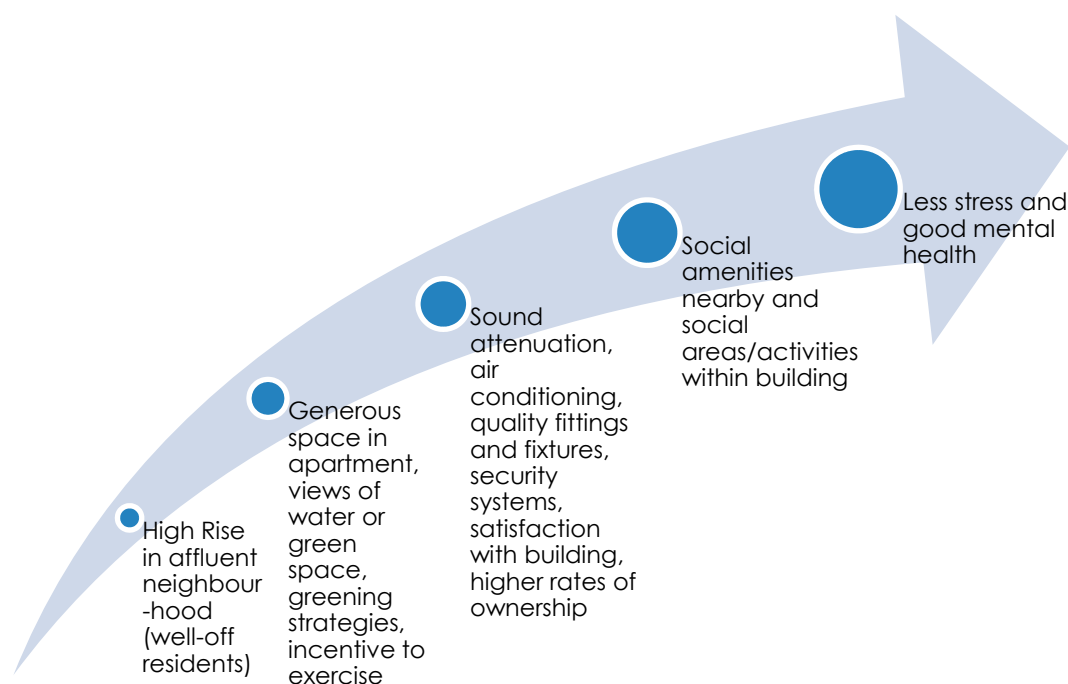 High Rise
in affluent
neighbour
-hood
(well-off
residents)
Generous
space in
apartment,
views of
water or
green
space,
greening
strategies,
incentive to
exercise
Sound
attenuation,
air
conditioning,
quality fittings
and fixtures,
security
systems,
satisfaction
with building,
higher rates of
ownership
Social
amenities
nearby and
social
areas/activities
within building
Less stress and
good mental
health